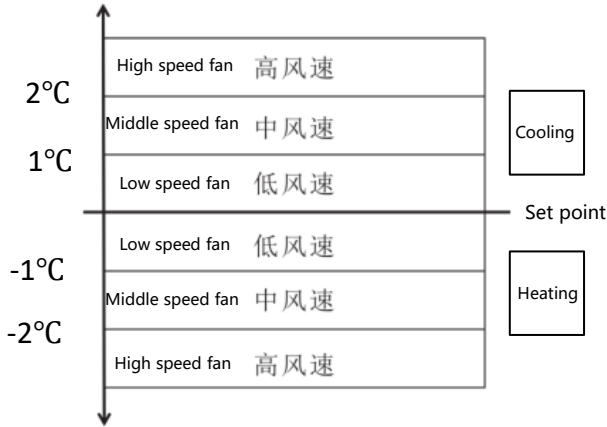 High speed fan 高风速
2℃
Middle speed fan 中风速
Cooling
1℃
Low speed fan 低风速
Set point
Low speed fan 低风速
-1℃
Middle speed fan 中风速
Heating
-2℃
High speed fan 高风速